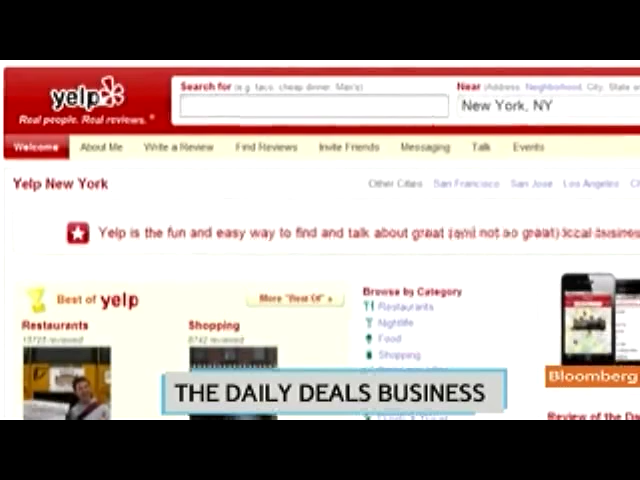 yelp
Real people. Real reviews.
Search for (e.g. taco, cheap dinner, Max's)
Near (Address, Neighborhood, City, State
New York, NY
Welcome About Me Write a Review Find Reviews Invite Friends Messaging Talk Events
Yelp New York
Other Cities San Francisco San Jose Los Angeles
Yelp is the fun and easy way to find and talk about great (and not so great) local busine
Best of yelp
More "Best Of" »
Browse by Category
Restaurants
Nightlife
Food
Shopping
Restaurants
Shopping
reviewed
reviewed
Bloomberg
THE DAILY DEALS BUSINESS
Review of the Da